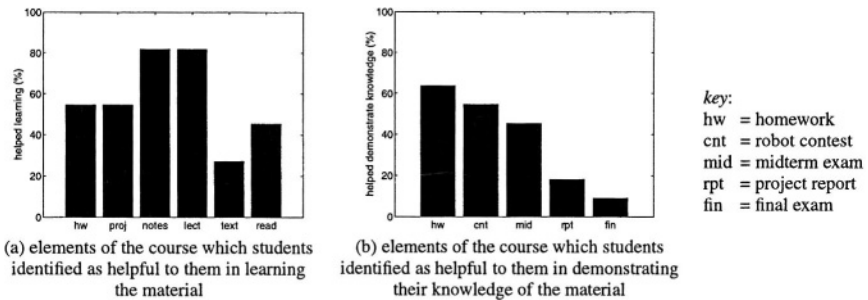 100
80
60
40
20
0
helped learning (%)
hw proj notes lect text read
(a) elements of the course which students
identified as helpful to them in learning
the material
100
80
60
40
20
0
helped demonstrate knowledge (%)
hw cnt mid rpt fin
(b) elements of the course which students
identified as helpful to them in demonstrating
their knowledge of the material
key:
hw = homework
cnt = robot contest
mid = midterm exam
rpt = project report
fin = final exam